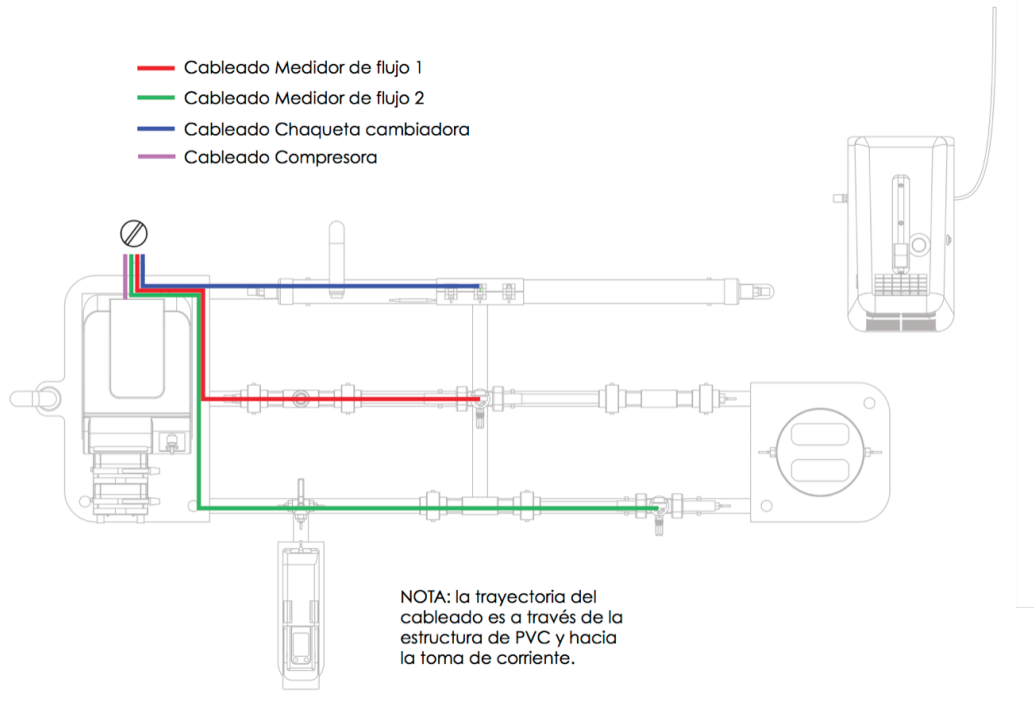 Cableado Medidor de flujo 1
Cableado Medidor de flujo 2
Cableado Chaqueta cambiadora
Cableado Compresora
NOTA: la trayectoria del
cableado es a través de la
estructura de PVC y hacia
la toma de corriente.